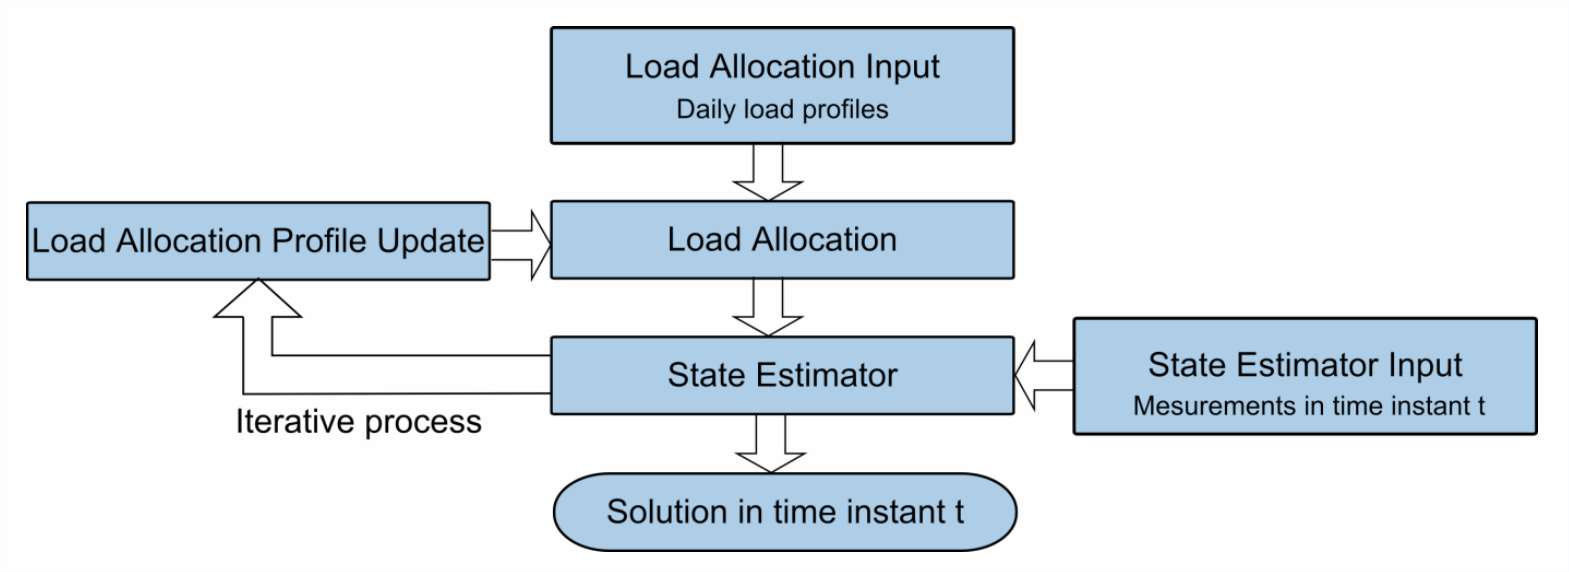 Load Allocation Input
Daily load profiles
Load Allocation Profile Update
Load Allocation
State Estimator
State Estimator Input
Mesurements in time instant t
Iterative process
Solution in time instant t